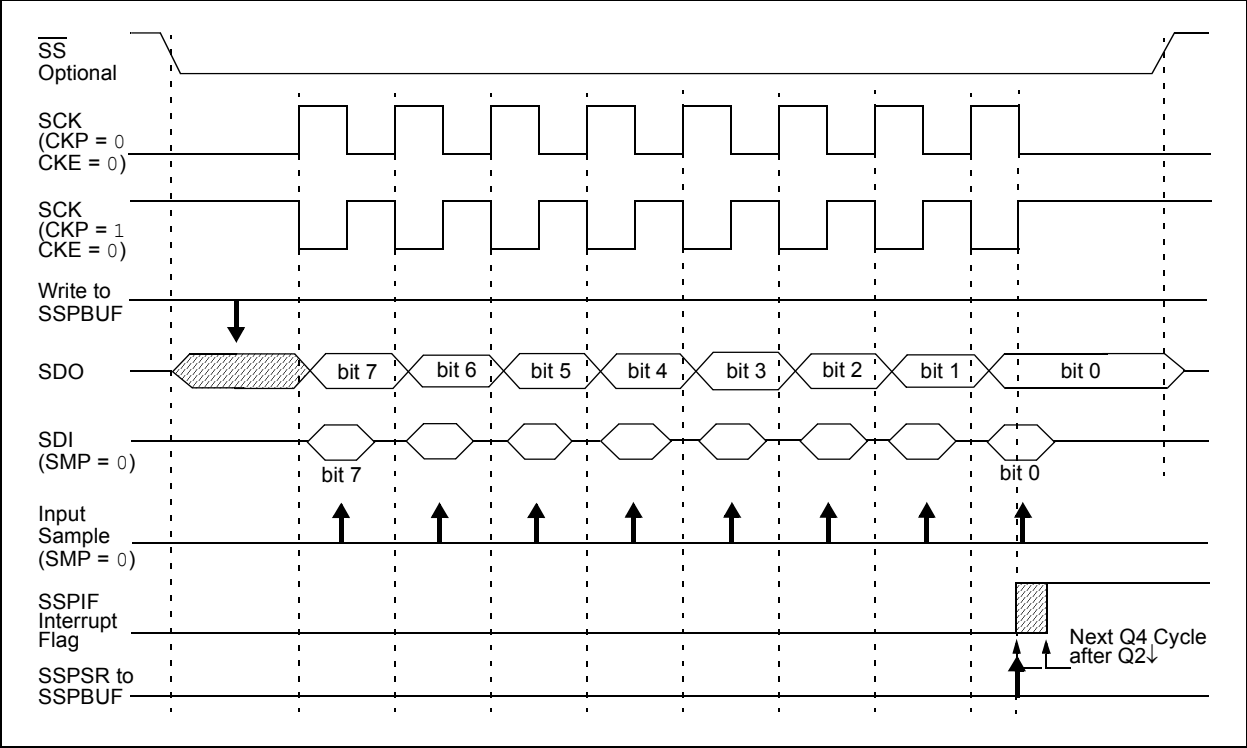 SS
Optional
SCK
(CKP = 0
CKE = 0)
SCK
(CKP = 1
CKE = 0)
Write to
SSPBUF
SDO
bit 7
bit 6
bit 5
bit 4
bit 3
bit 2
bit 1
bit 0
SDI
(SMP = 0)
bit 7
bit 0
Input
Sample
(SMP = 0)
SSPIF
Interrupt
Flag
Next Q4 Cycle
after Q2↓
SSPSR to
SSPBUF